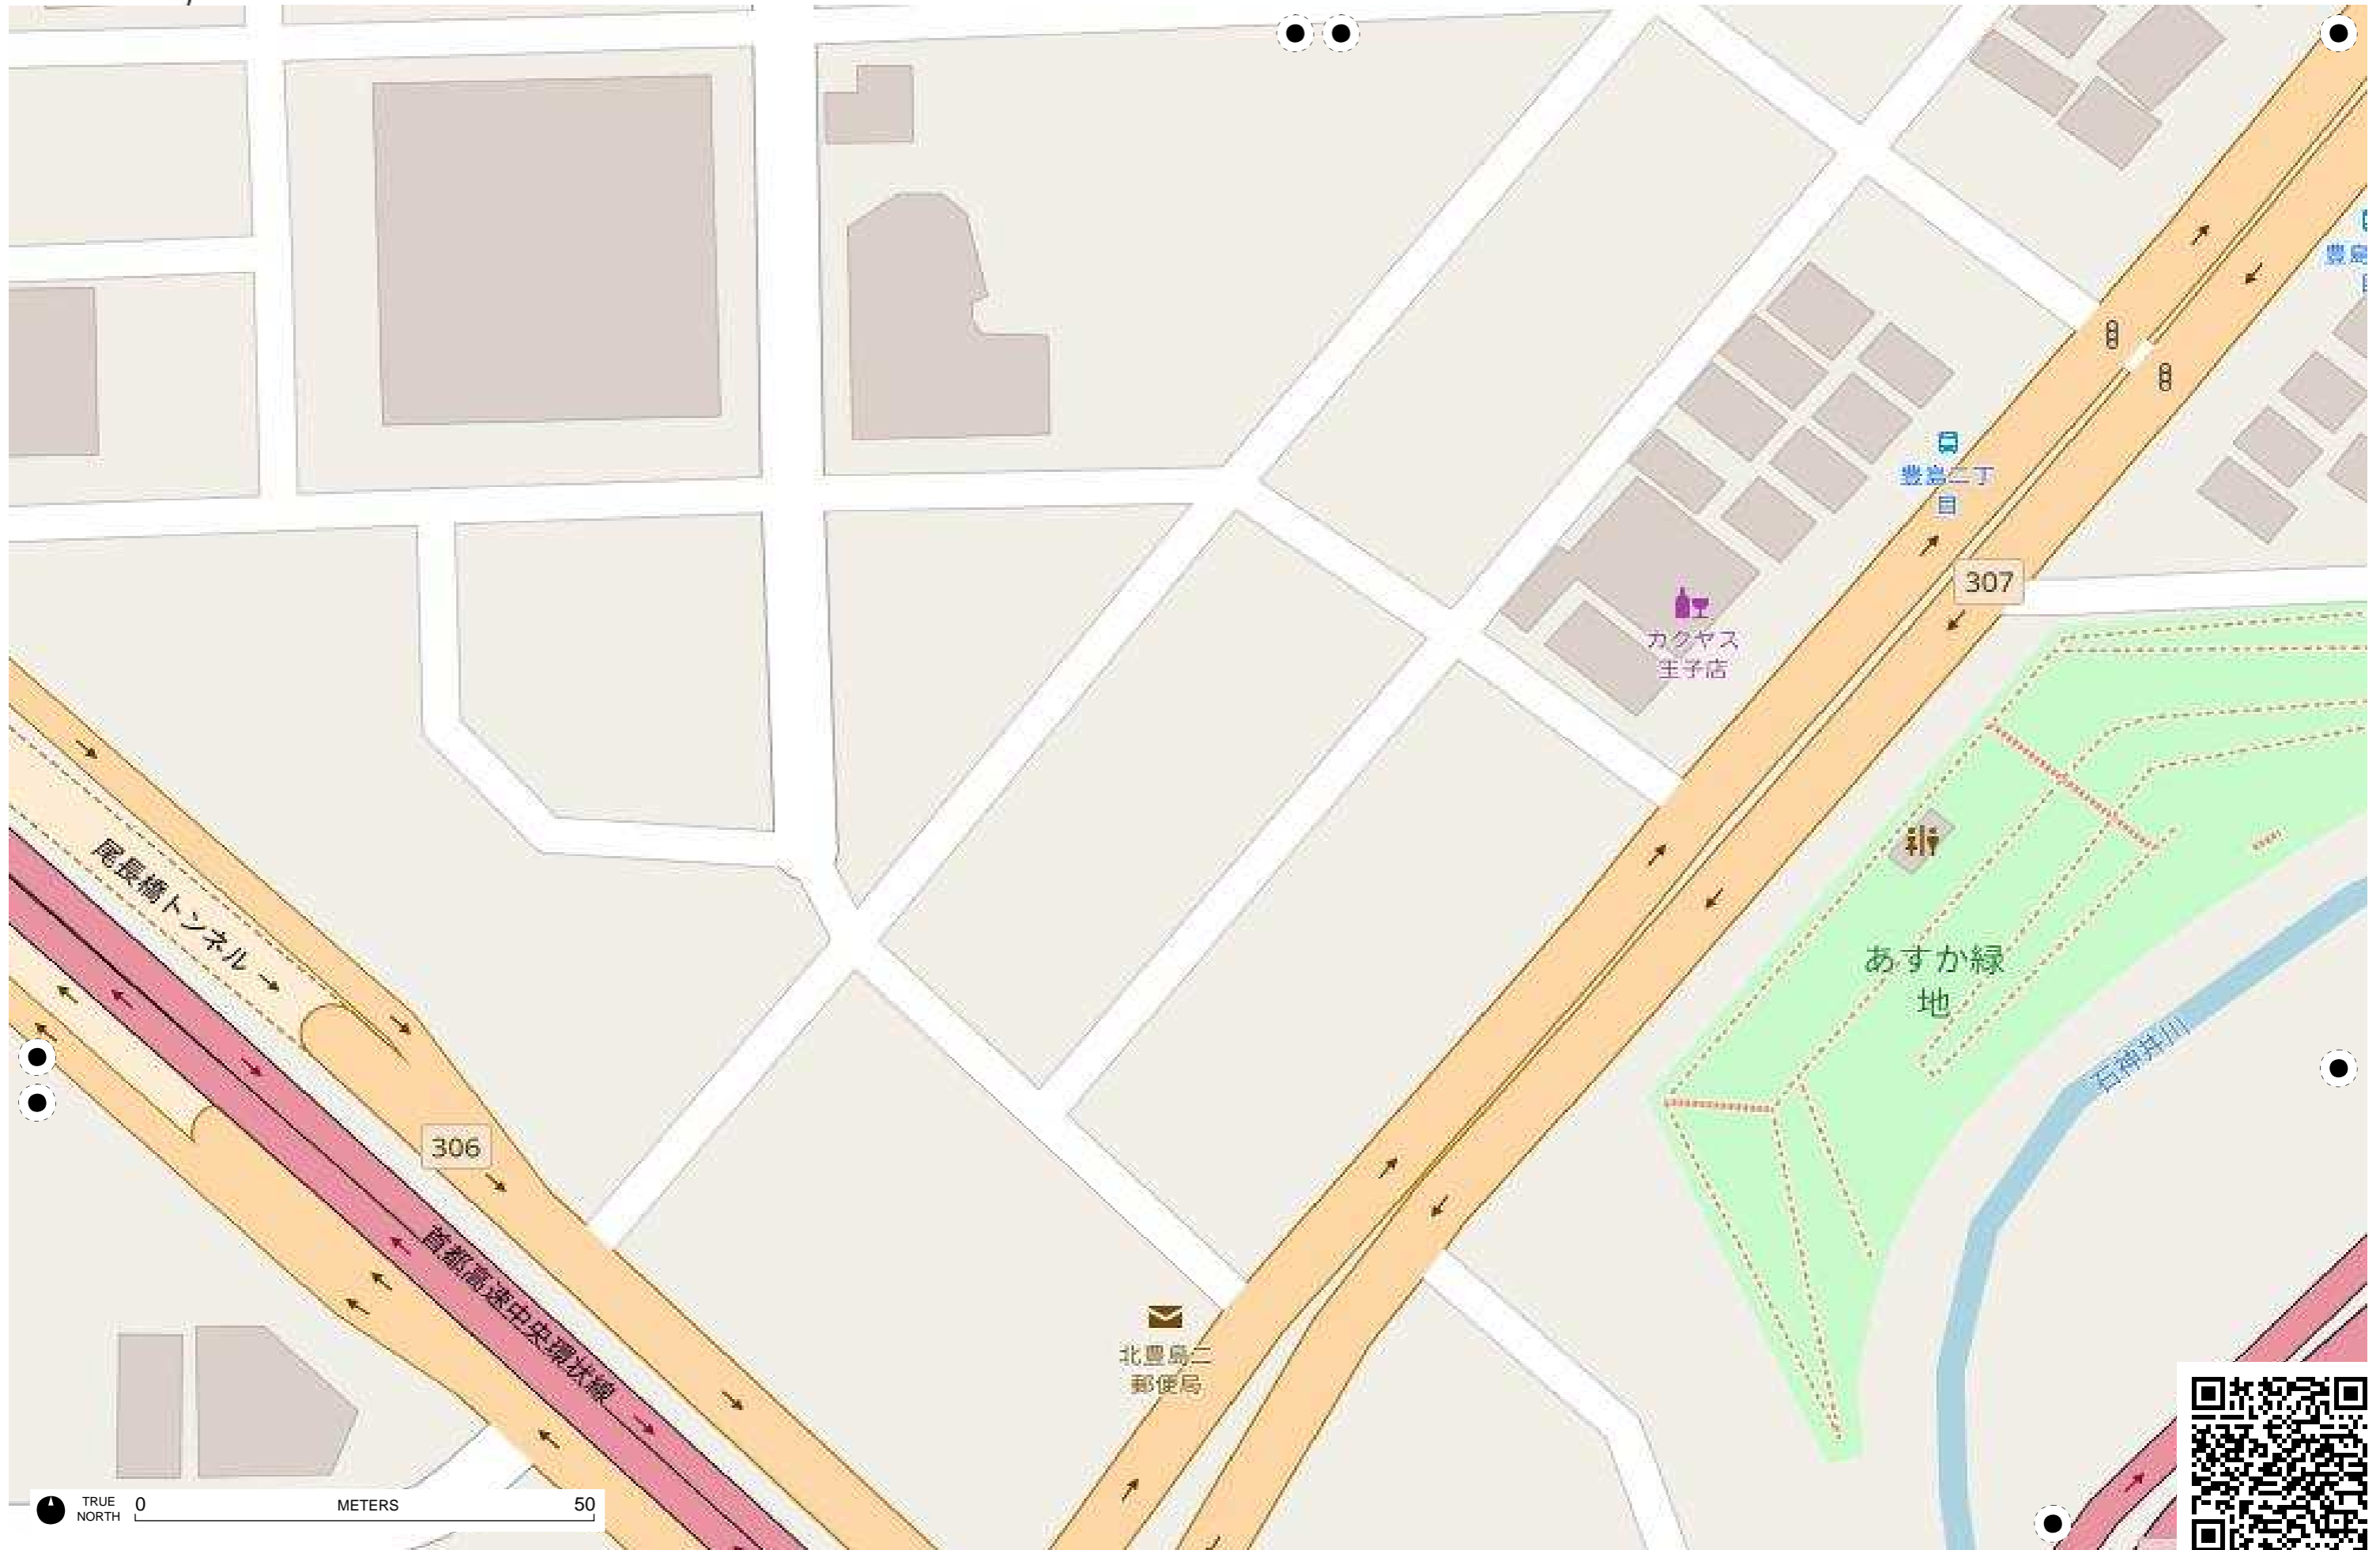 豊島二丁
目
307
カクヤス
王子店
尾長橋トンネル
あすか緑
地
石神井川
306
首都高速中央環状線
北豊島二
郵便局
TRUE
NORTH
0
METERS
50